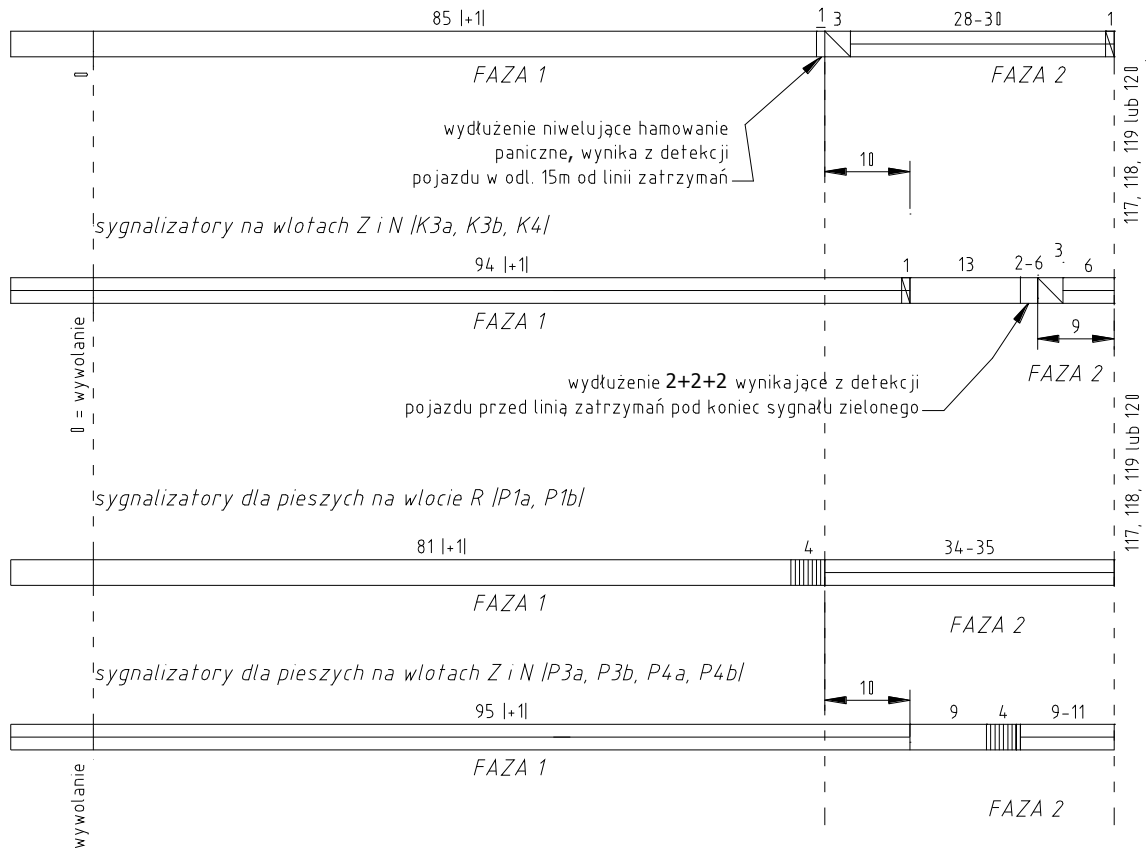 85 |+1|
1
3
28-30
1
0
FAZA 1
FAZA 2
117, 118, 119 lub 120
wydłużenie niwelujące hamowanie
paniczne, wynika z detekcji
pojazdu w odl. 15m od linii zatrzymań
10
sygnalizatory na wlotach Z i N |K3a, K3b, K4|
94 |+1|
1
13
2-6
3
6
FAZA 1
9
FAZA 2
0 = wywolanie
wydłużenie 2+2+2 wynikające z detekcji
pojazdu przed linią zatrzymań pod koniec sygnału zielonego
117, 118, 119 lub 120
sygnalizatory dla pieszych na wlocie R |P1a, P1b|
81 |+1|
4
34-35
FAZA 1
FAZA 2
sygnalizatory dla pieszych na wlotach Z i N |P3a, P3b, P4a, P4b|
10
95 |+1|
9
4
9-11
FAZA 1
FAZA 2
wywolanie